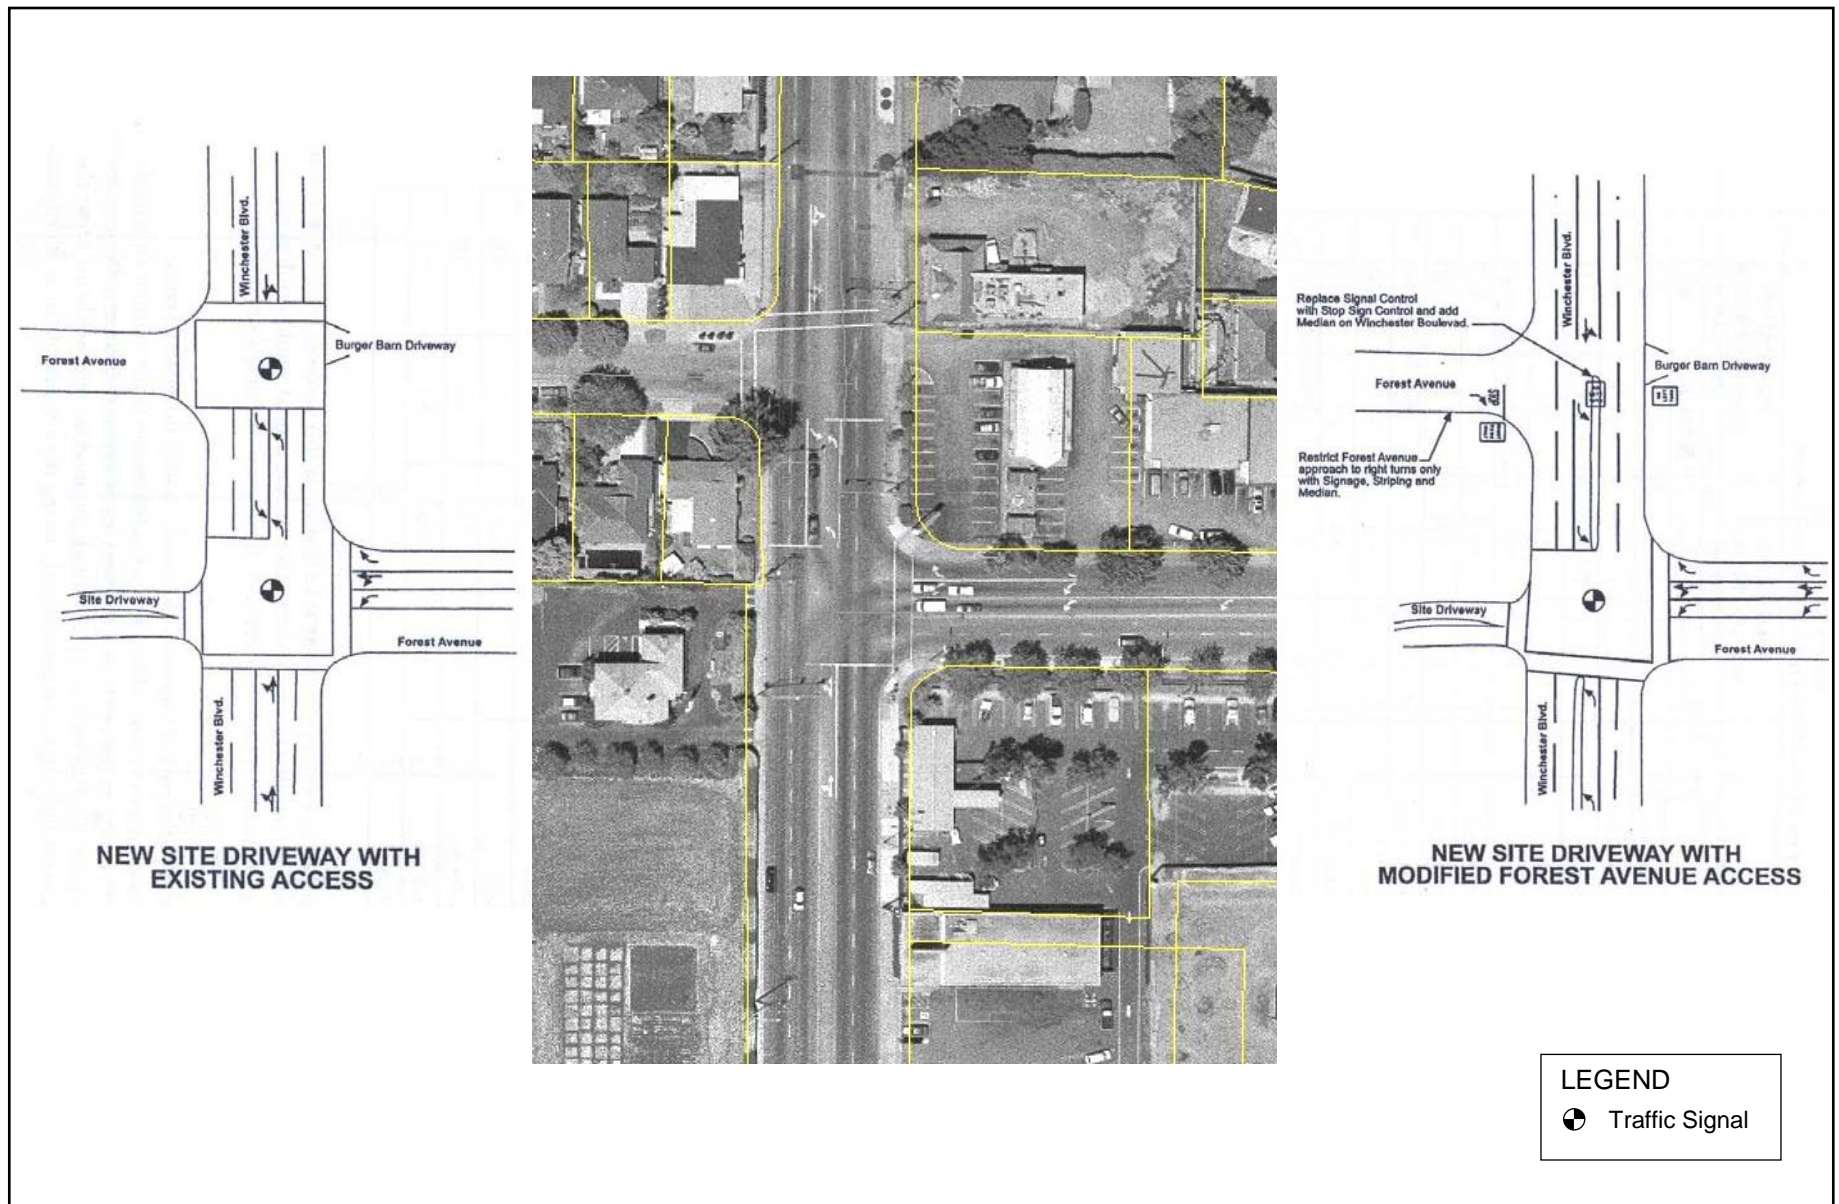 Winchester Blvd.
Forest Avenue
Burger Barn Driveway
Site Driveway
Forest Avenue
Winchester Blvd.
NEW SITE DRIVEWAY WITH
EXISTING ACCESS
Winchester Blvd.
Replace Signal Control
with Stop Sign Control and add
Median on Winchester Boulevad.
Burger Barn Driveway
Forest Avenue
STOP
Restrict Forest Avenue
approach to right turns only
with Signage, Striping and
Median.
Site Driveway
Forest Avenue
Winchester Blvd.
NEW SITE DRIVEWAY WITH
MODIFIED FOREST AVENUE ACCESS
LEGEND
Traffic Signal